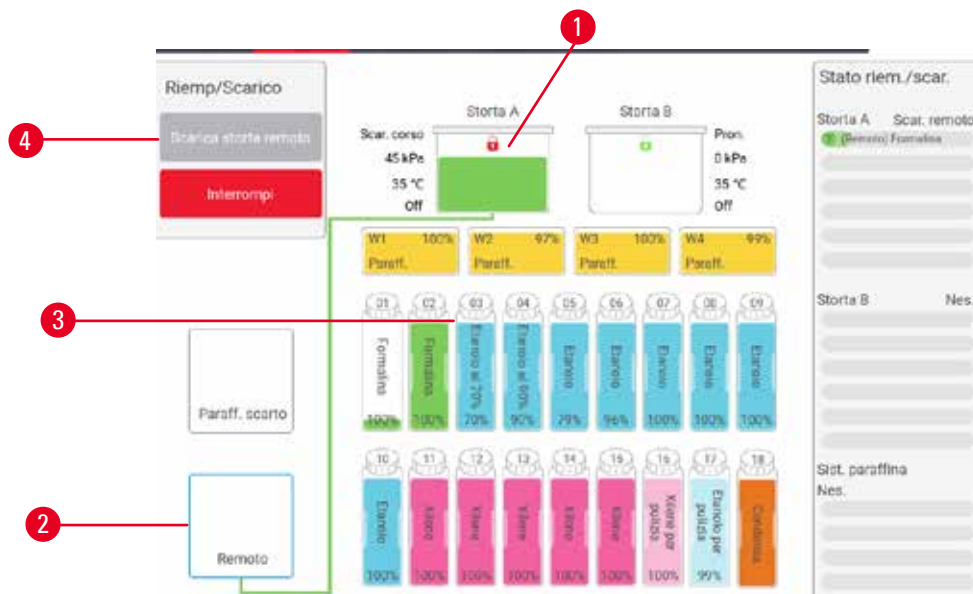 1
Riemp/Scarico
Scarica storta remoto
Interrompi
4
Storta A
Storta B
Scar. corso
45 kPa
35 °C
Off
Pron.
0 kPa
35 °C
Off
W1 100%
Paraff.
W2 97%
Paraff.
W3 100%
Paraff.
W4 99%
Paraff.
3
01 02 03 04 05 06 07 08 09
Formalina
Formalina
Etanolo al 70%
Etanolo al 90%
Etanolo
Etanolo
Etanolo
Etanolo
Etanolo
100% 100% 70% 90% 79% 96% 100% 100% 100%
Paraff. scarto
2
Remoto
10 11 12 13 14 15 16 17 18
Etanolo
Xilene
Xilene
Xilene
Xilene
Xilene
Xilene per pulizia
Etanolo per pulizia
Condensa
100% 100% 100% 100% 100% 100% 100% 99%
Stato riem./scar.
Storta A Scar. remoto
(Remoto) Formalina
Storta B Nes.
Sist. paraffina
Nes.